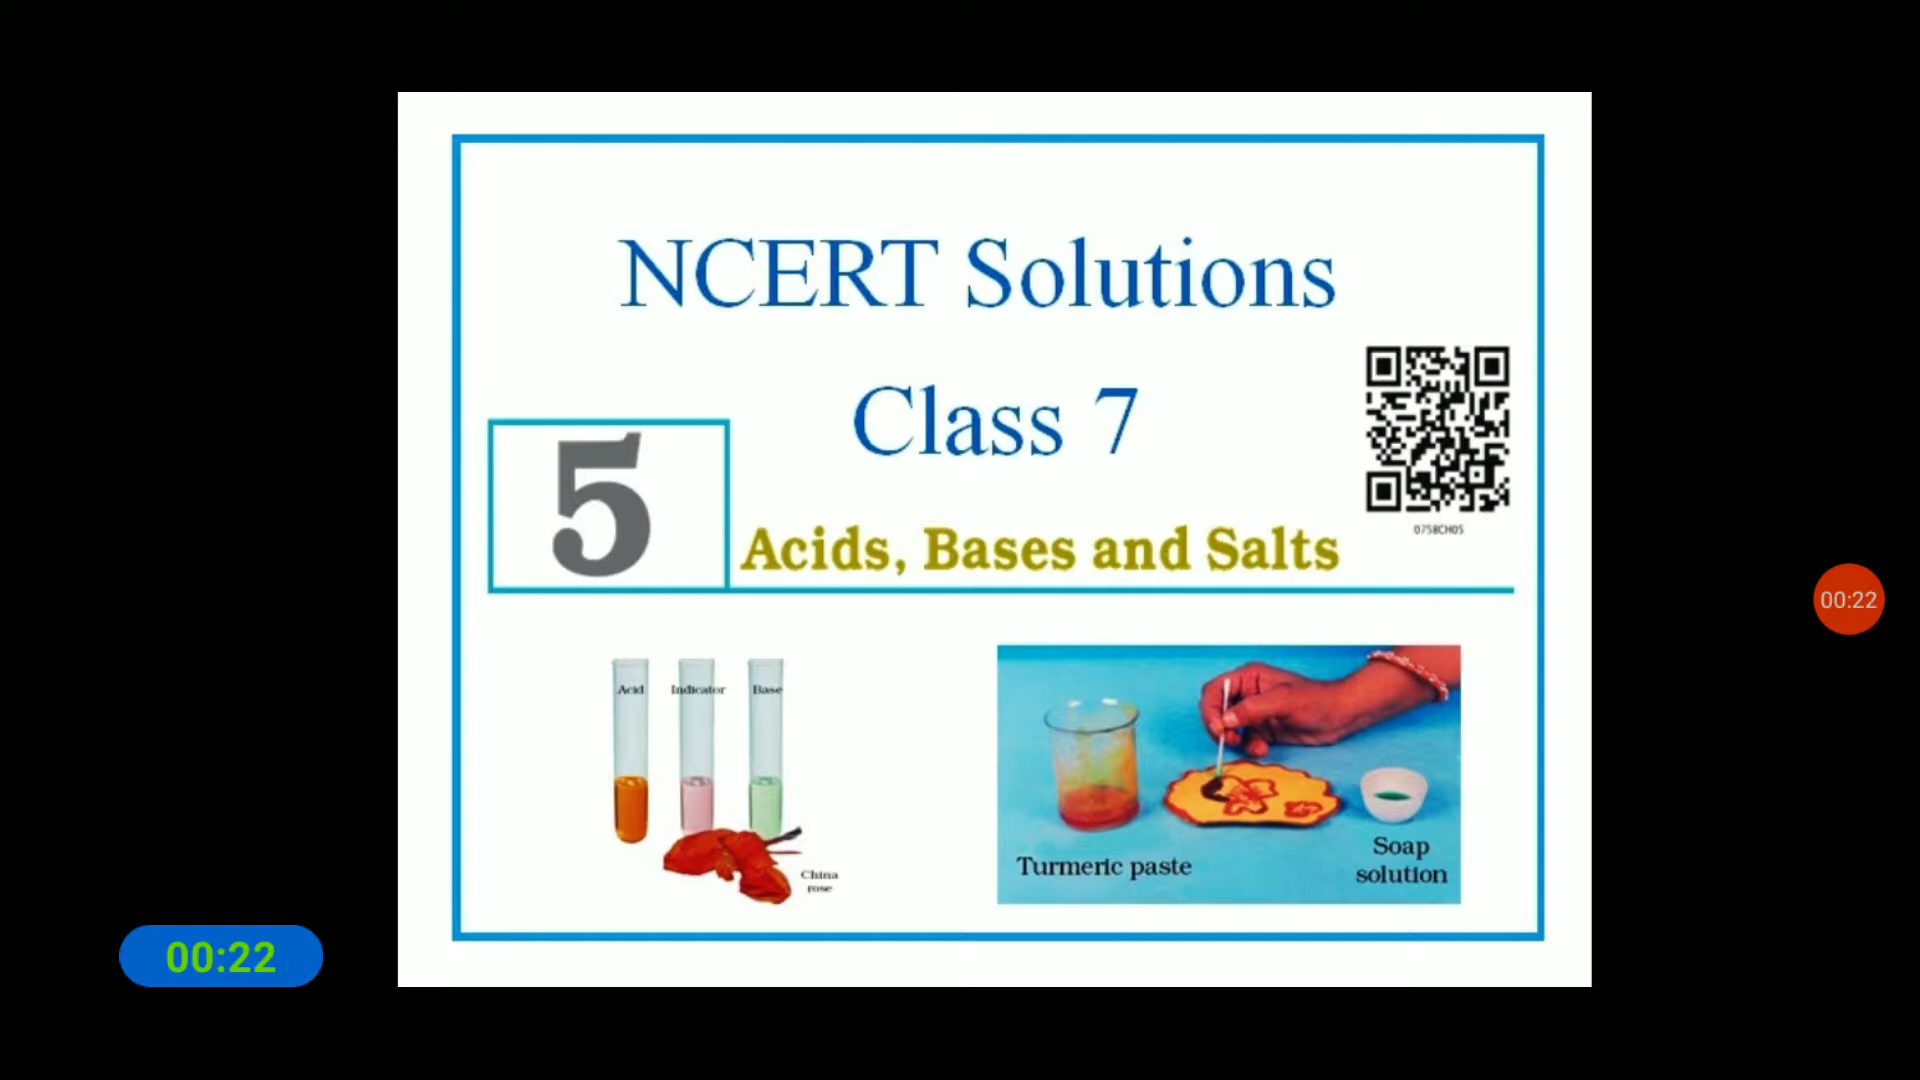 NCERT Solutions
Class 7
5
Acids, Bases and Salts
0758CH05
Acid
Indicator
Base
China
rose
Turmeric paste
Soap
solution
00:22
00:22